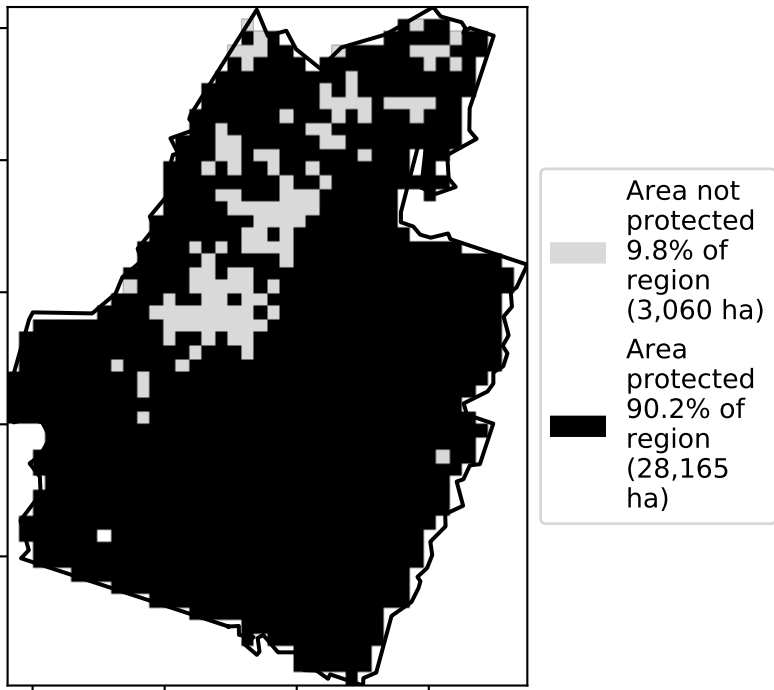 Area not
protected
9.8% of
region
(3,060 ha)
Area
protected
90.2% of
region
(28,165
ha)